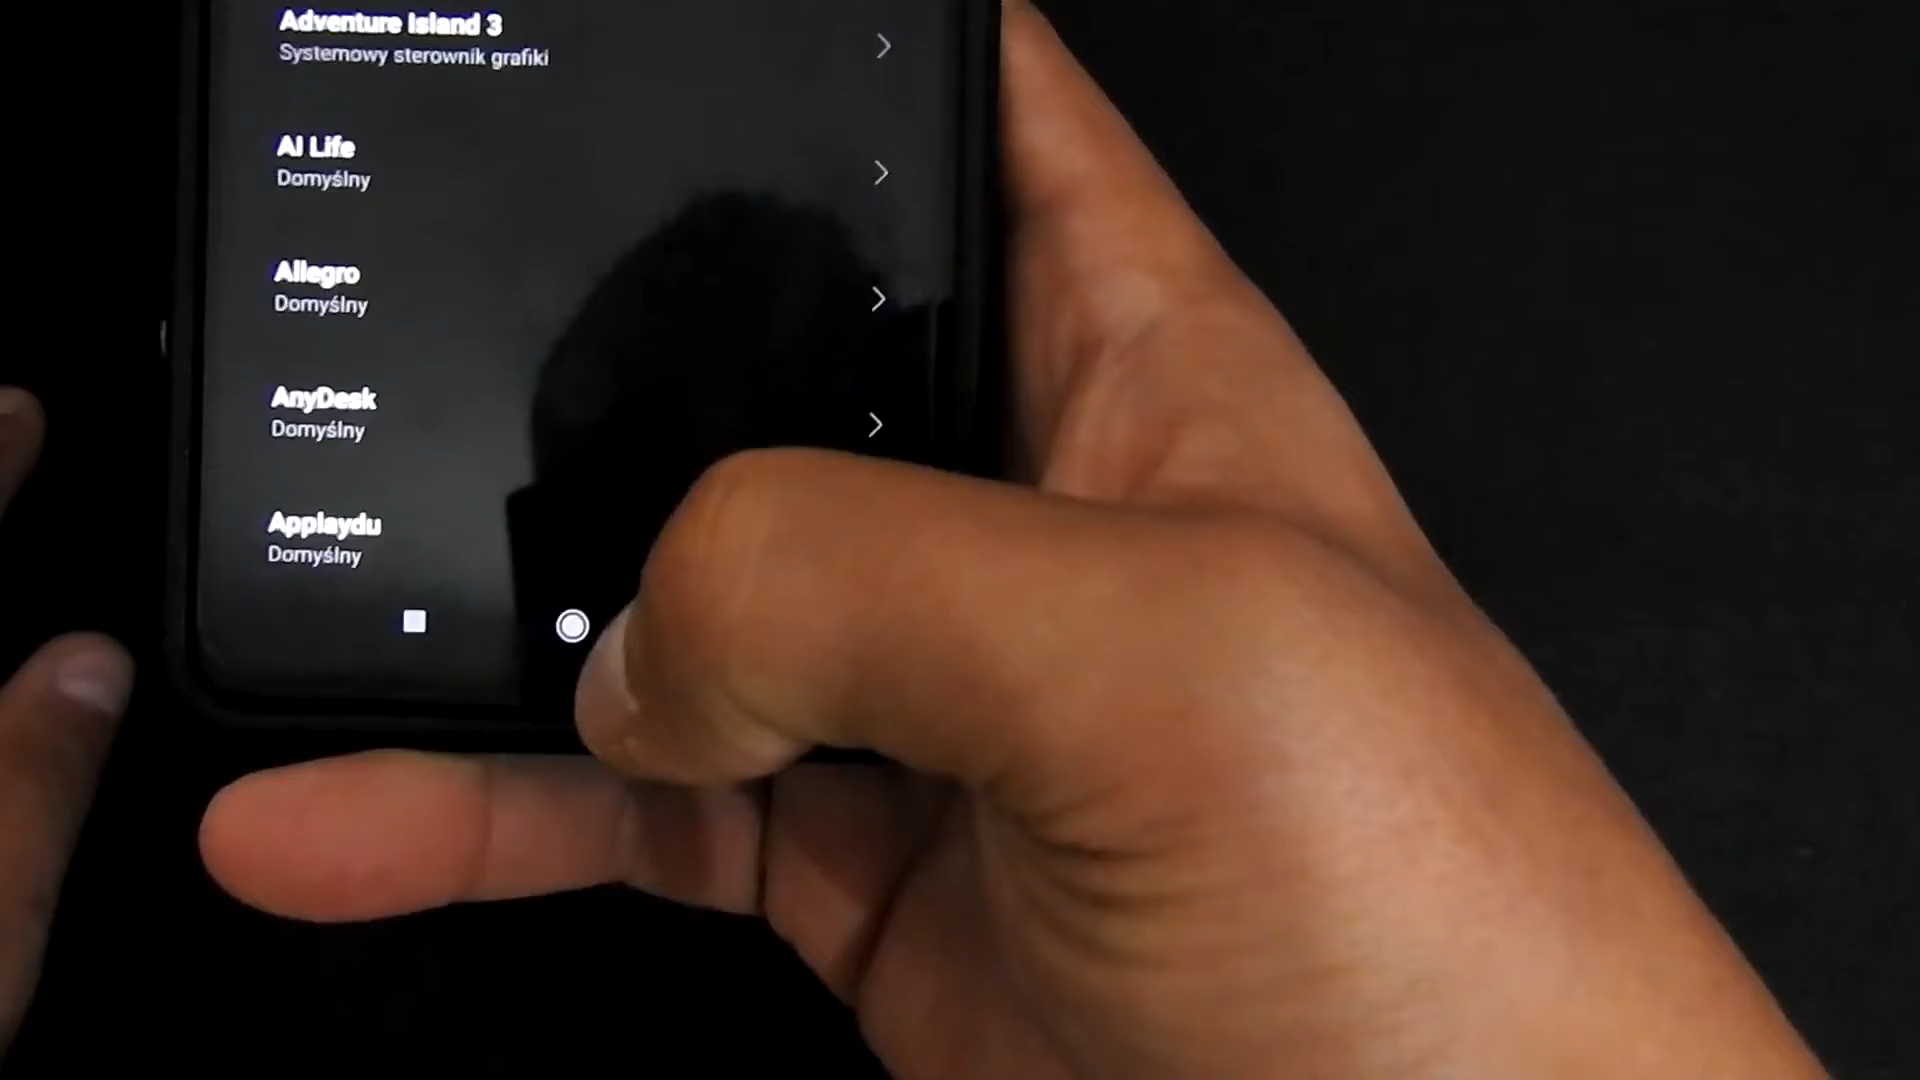 Adventure Island 3
Systemowy sterownik grafiki
AI Life
Domyślny
Allegro
Domyślny
AnyDesk
Domyślny
Applaydu
Domyślny